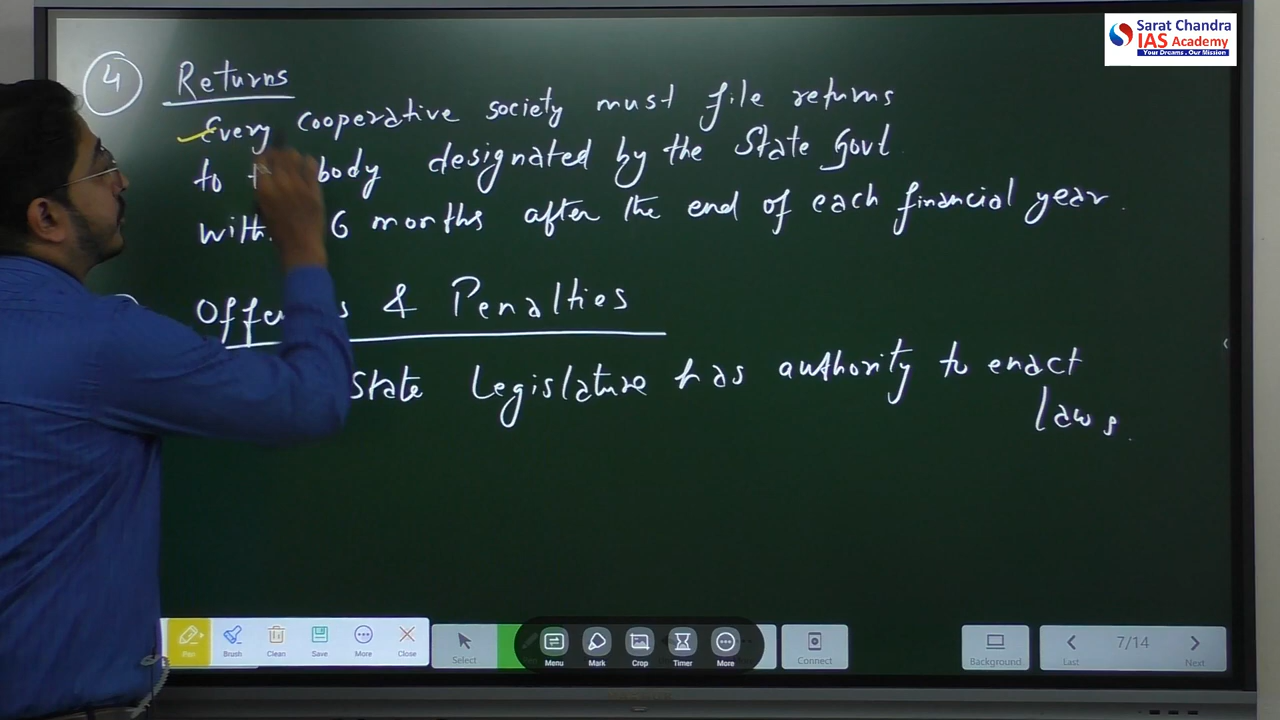 Sarat Chandra
IAS Academy
Your Dreams . Our Mission
4 Returns
Every cooperative society must file returns
to body designated by the State Govt
6 months after the end of each financial year.
& Penalties
State Legislature has authority to enact
laws.
Pen
Brush
Clean
Save
More
Close
Select
Menu
Mark
Crop
Timer
More
Connect
Background
Last
7/14
Next